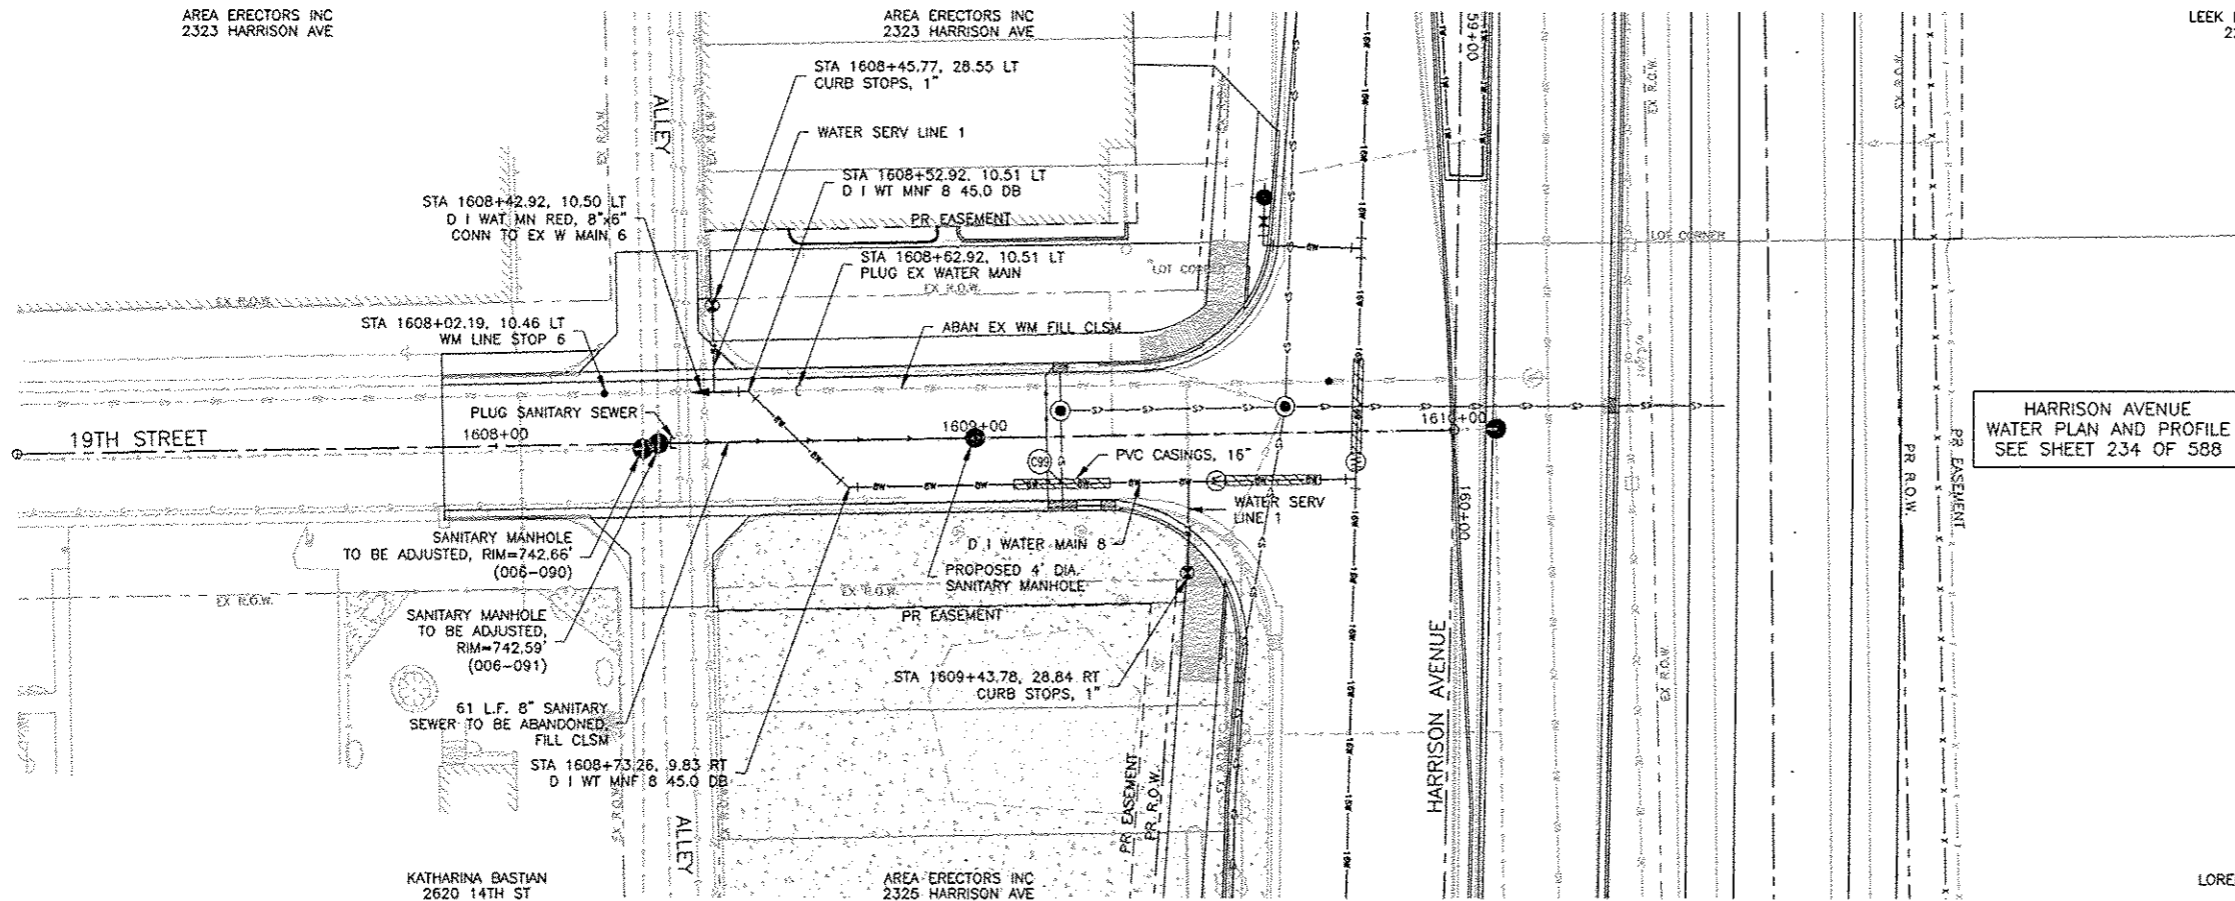 AREA ERECTORS INC
2323 HARRISON AVE
AREA ERECTORS INC
2323 HARRISON AVE
LEEK
STA 1608+45.77, 28.55 LT
CURB STOPS, 1"
ALLEY
EX R.O.W.
WATER SERV LINE 1
STA 1608+52.92, 10.51 LT
D I WT MNF 8 45.0 DB
STA 1608+42.92, 10.50 LT
D I WAT MN RED, 8"x6"
CONN TO EX W MAIN 6
PR EASEMENT
STA 1608+62.92, 10.51 LT
PLUG EX WATER MAIN
LOT CORNER
EX R.O.W.
LOT CORNER
EX R.O.W.
STA 1608+02.19, 10.46 LT
WM LINE STOP 6
ABAN EX WM FILL CLSM
PLUG SANITARY SEWER
19TH STREET
1608+00
1609+00
1610+00
C99
PVC CASINGS, 16"
HARRISON AVENUE
WATER PLAN AND PROFILE
SEE SHEET 234 OF 588
PR R.O.W.
PR EASEMENT
59+00
160+00
WATER SERV
LINE 1
SANITARY MANHOLE
TO BE ADJUSTED, RIM=742.66'
(006-090)
D I WATER MAIN 8
PROPOSED 4' DIA.
SANITARY MANHOLE
EX R.O.W.
EX R.O.W.
PR EASEMENT
SANITARY MANHOLE
TO BE ADJUSTED,
RIM=742.59'
(006-091)
STA 1609+43.78, 28.84 RT
CURB STOPS, 1"
61 L.F. 8" SANITARY
SEWER TO BE ABANDONED,
FILL CLSM
STA 1608+73.26, 9.83 RT
D I WT MNF 8 45.0 DB
HARRISON AVENUE
EX R.O.W.
PR EASEMENT
PR R.O.W.
ALLEY
KATHARINA BASTIAN
2620 14TH ST
AREA ERECTORS INC
2325 HARRISON AVE